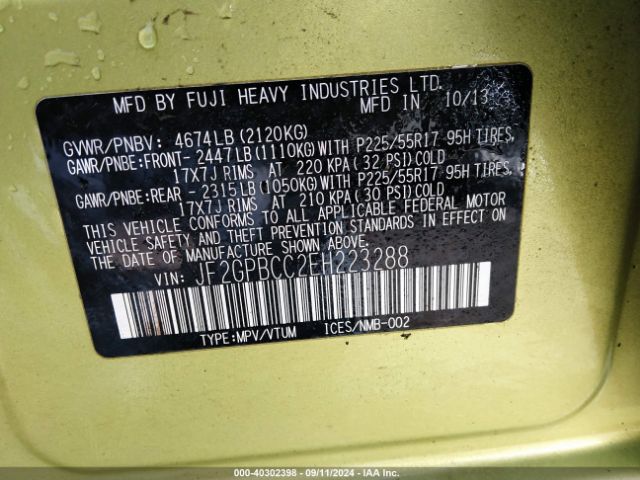 MFD BY FUJI HEAVY INDUSTRIES LTD.
MFD IN 10/13
GVWR/PNBV: 4674LB (2120KG)
GAWR/PNBE:FRONT- 2447LB (1110KG)WITH P225/55R17 95H TIRES,
17X7J RIMS AT 220 KPA (32 PSI)COLD
GAWR/PNBE:REAR - 2315LB (1050KG)WITH P225/55R17 95H TIRES,
17X7J RIMS AT 210 KPA (30 PSI)COLD
THIS VEHICLE CONFORMS TO ALL APPLICABLE FEDERAL MOTOR
VEHICLE SAFETY AND THEFT PREVENTION STANDARDS IN EFFECT ON
THE DATE OF MANUFACTURE SHOWN ABOVE.
VIN: JF2GPBCC2EH223288
TYPE:MPV/VTUM ICES/NMB-002
000-40302398 - 09/11/2024 - IAA Inc.